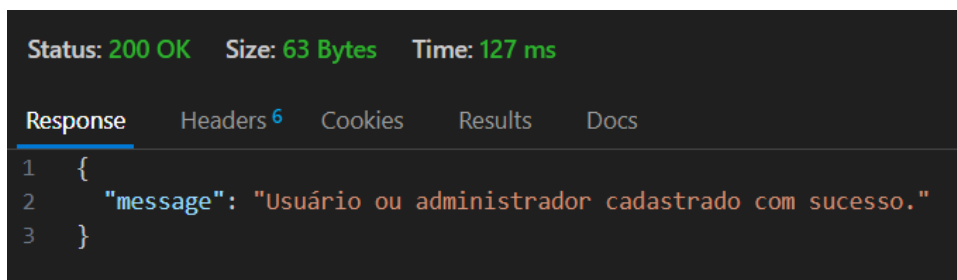 Status: 200 OK Size: 63 Bytes Time: 127 ms
Response Headers 6 Cookies Results Docs
1 {
2 "message": "Usuário ou administrador cadastrado com sucesso."
3 }